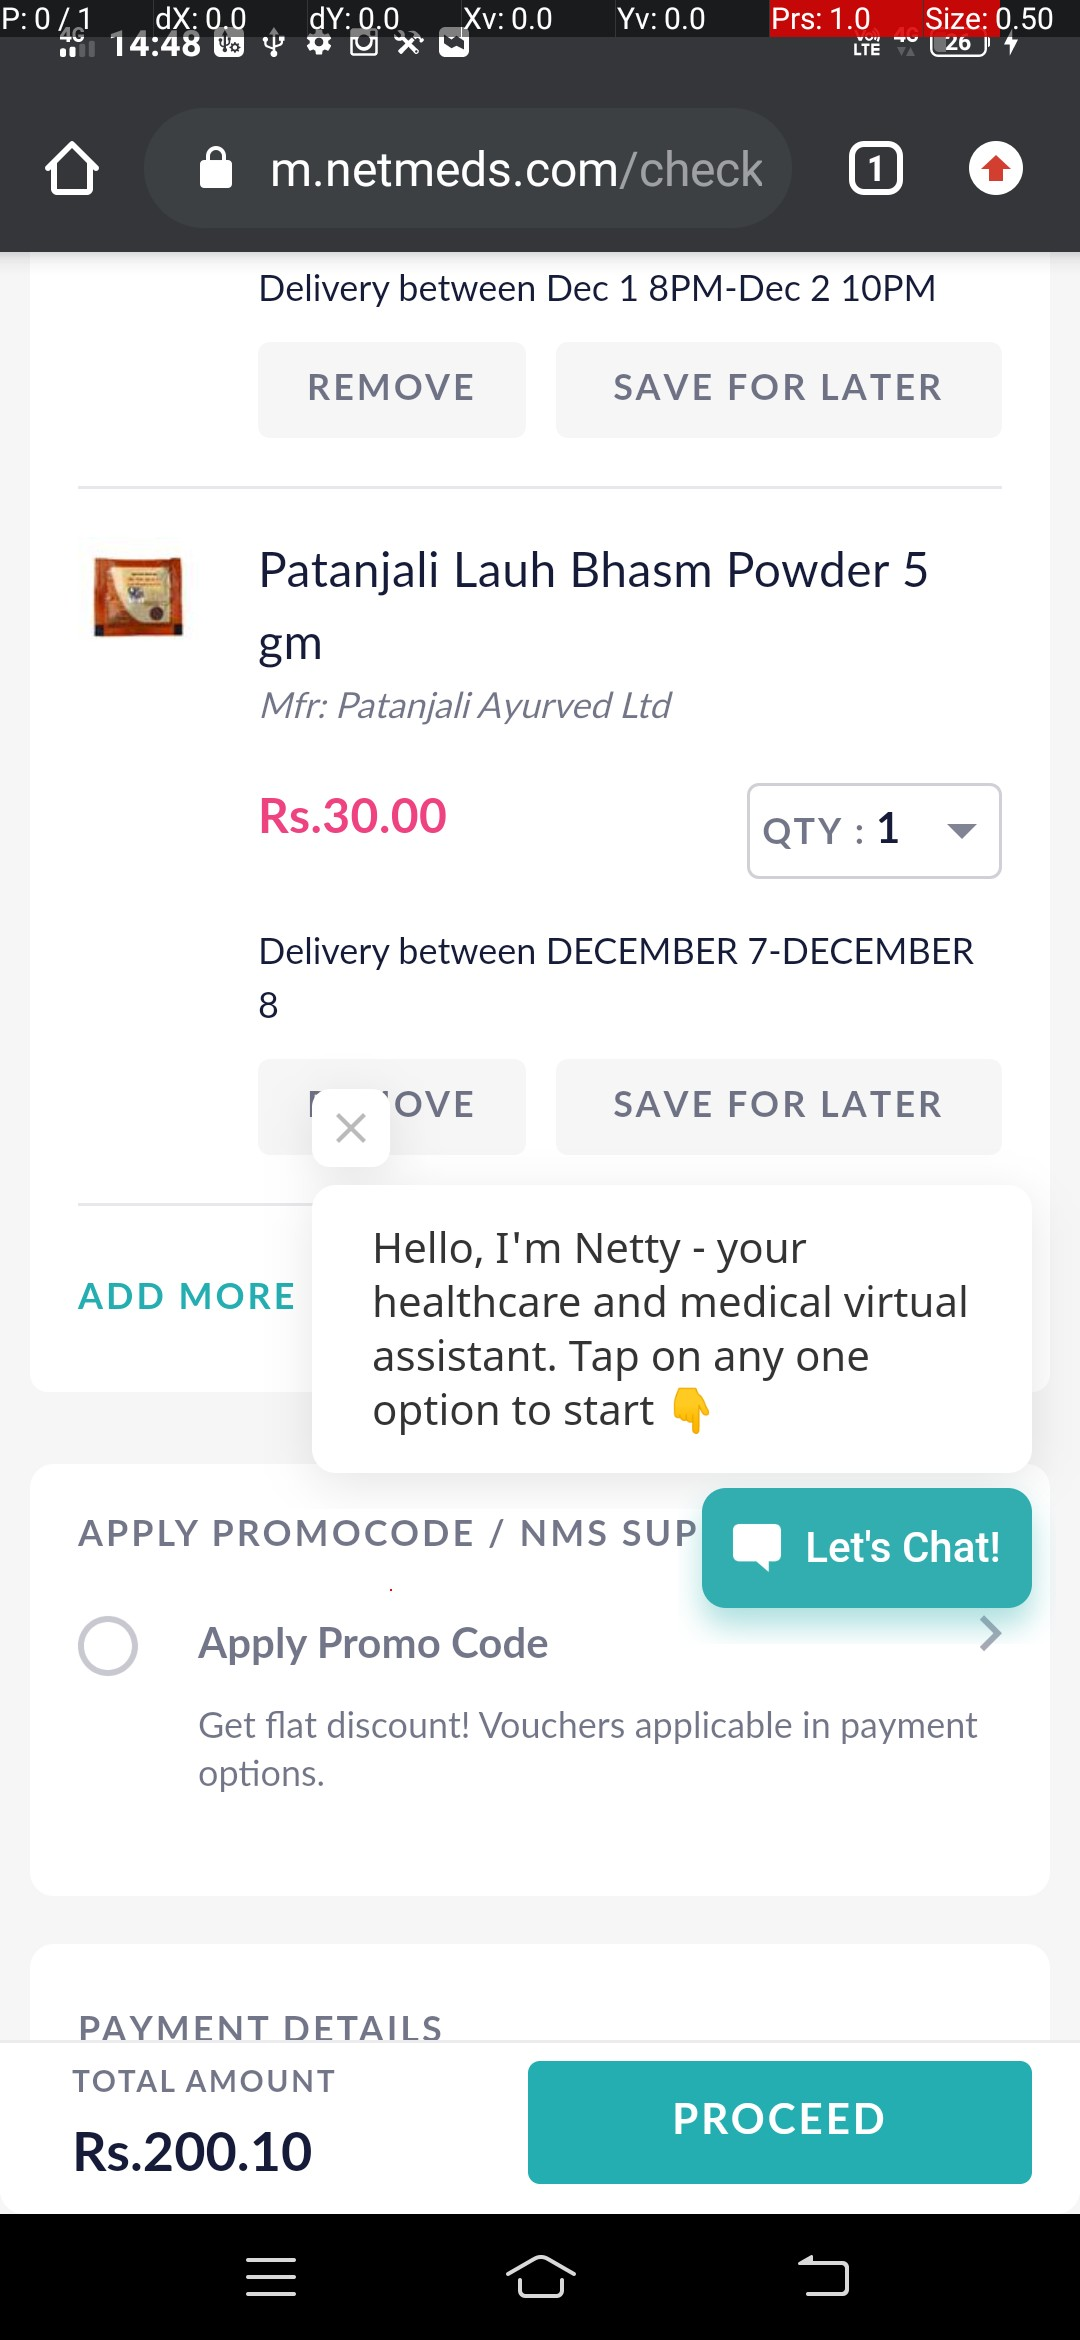 P: 0 / 1 dX: 0.0 dY: 0.0 Xv: 0.0 Yv: 0.0 Prs: 1.0 Size: 0.50
4G 14:48 VoLTE 4G 26
m.netmeds.com/check 1
Delivery between Dec 1 8PM-Dec 2 10PM
REMOVE SAVE FOR LATER
Patanjali Lauh Bhasm Powder 5
gm
Mfr: Patanjali Ayurved Ltd
Rs.30.00 QTY : 1
Delivery between DECEMBER 7-DECEMBER
8
OVE SAVE FOR LATER
Hello, I'm Netty - your
healthcare and medical virtual
ADD MORE
assistant. Tap on any one
option to start 👇
APPLY PROMOCODE / NMS SUP
Let's Chat!
Apply Promo Code
Get flat discount! Vouchers applicable in payment
options.
PAYMENT DETAILS
TOTAL AMOUNT
Rs.200.10
PROCEED